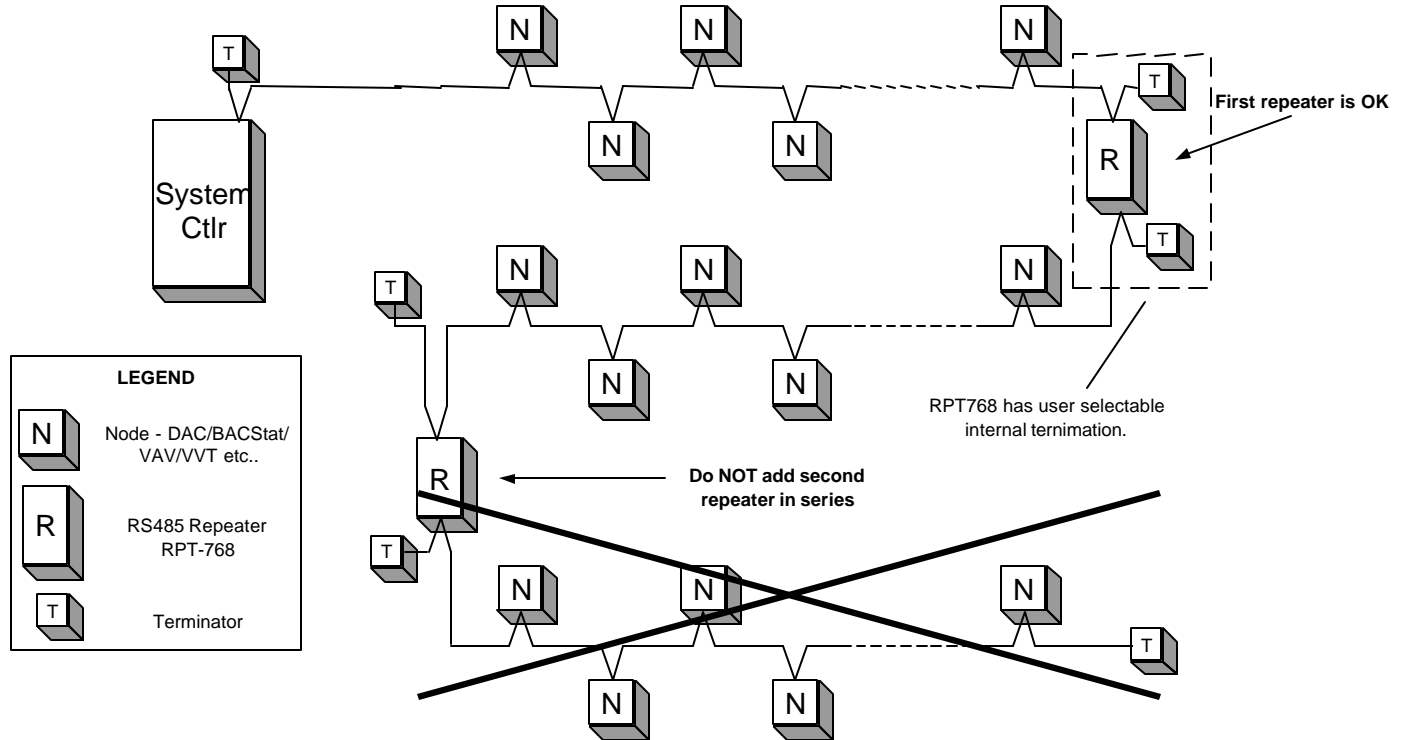 N
N
N
T
T
First repeater is OK
N
N
R
System
Ctlr
T
N
N
N
T
N
N
LEGEND
N
Node - DAC/BACStat/
VAV/VVT etc..
R
RS485 Repeater
RPT-768
T
Terminator
RPT768 has user selectable
internal ternimation.
R
Do NOT add second
repeater in series
T
N
N
N
T
N
N